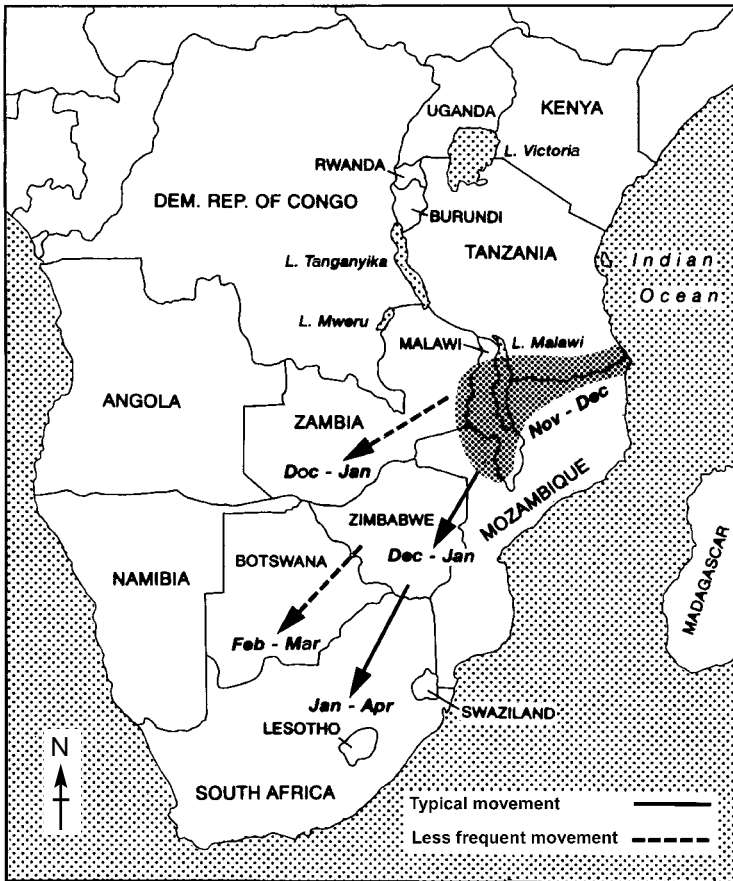 UGANDA
KENYA
L. Victoria
RWANDA
DEM. REP. OF CONGO
BURUNDI
TANZANIA
L. Tanganyika
Indian
Ocean
L. Mweru
MALAWI
L. Malawi
ANGOLA
ZAMBIA
Nov - Dec
Doc - Jan
MOZAMBIQUE
ZIMBABWE
Dec - Jan
BOTSWANA
NAMIBIA
MADAGASCAR
Feb - Mar
Jan - Apr
SWAZILAND
LESOTHO
N
SOUTH AFRICA
Typical movement
Less frequent movement